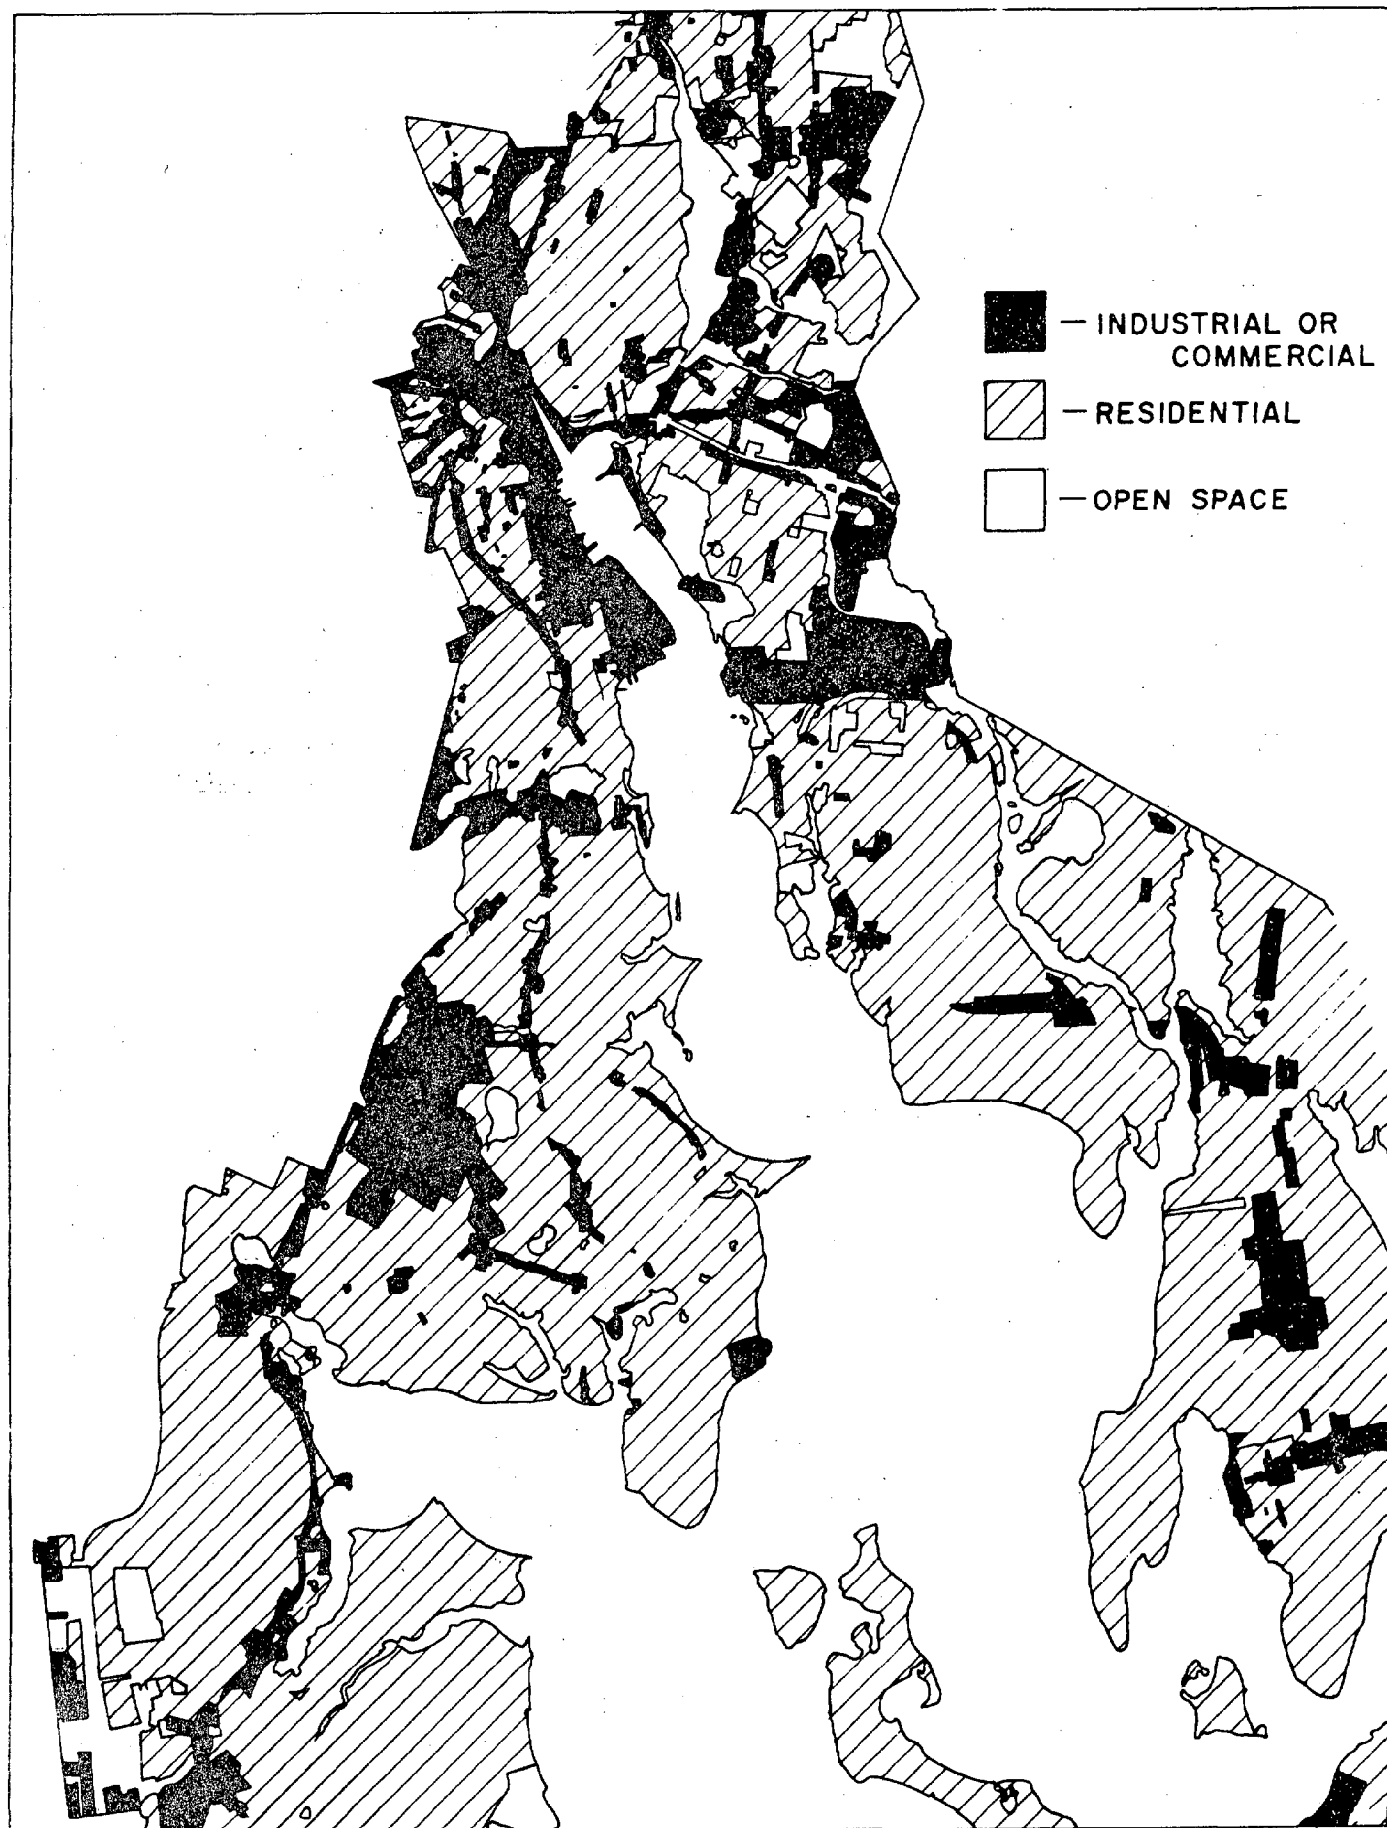 — INDUSTRIAL OR
COMMERCIAL
— RESIDENTIAL
— OPEN SPACE